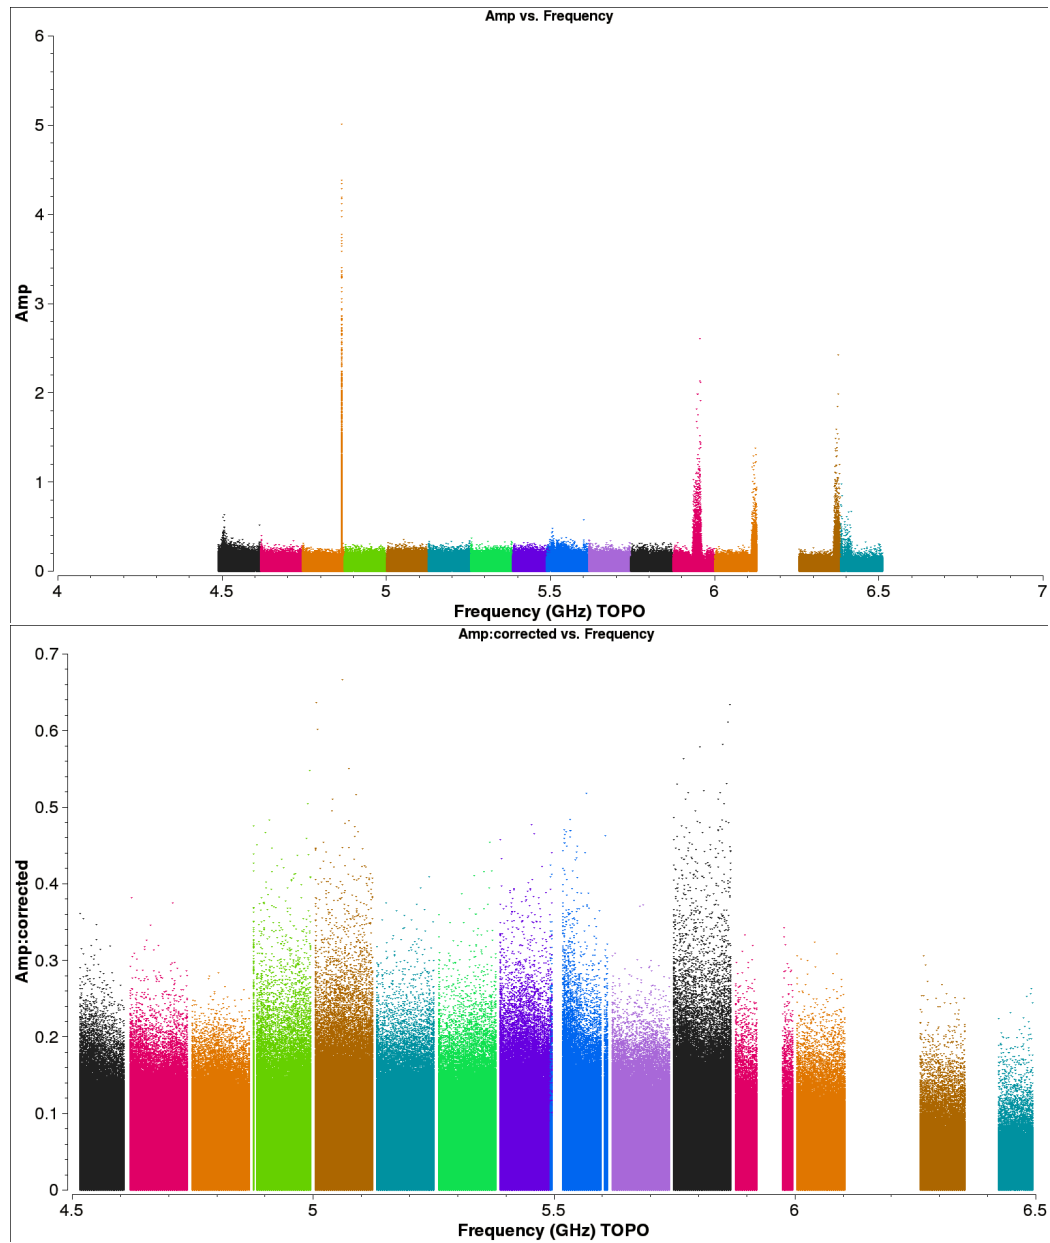 Amp vs. Frequency
6
5
4
3
2
1
0
Amp
4 4.5 5 5.5 6 6.5 7
Frequency (GHz) TOPO
Amp:corrected vs. Frequency
0.7
0.6
0.5
0.4
0.3
0.2
0.1
0
Amp:corrected
4.5 5 5.5 6 6.5
Frequency (GHz) TOPO